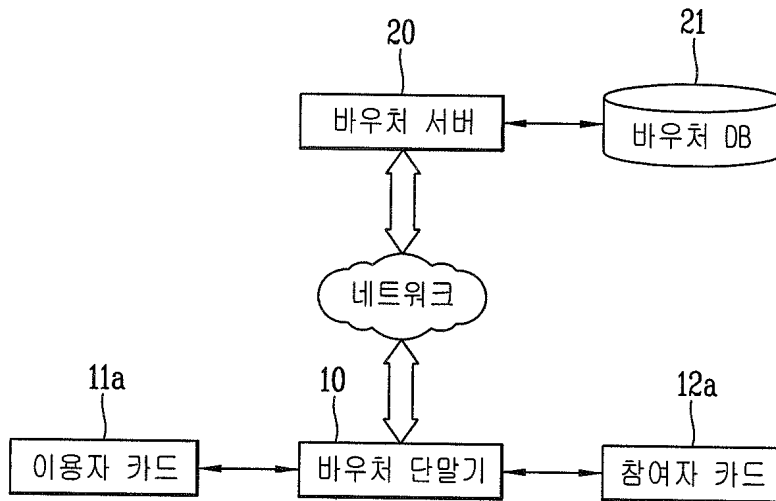 20
21
바우처 서버
바우처 DB
네트워크
11a
10
12a
이용자 카드
바우처 단말기
참여자 카드